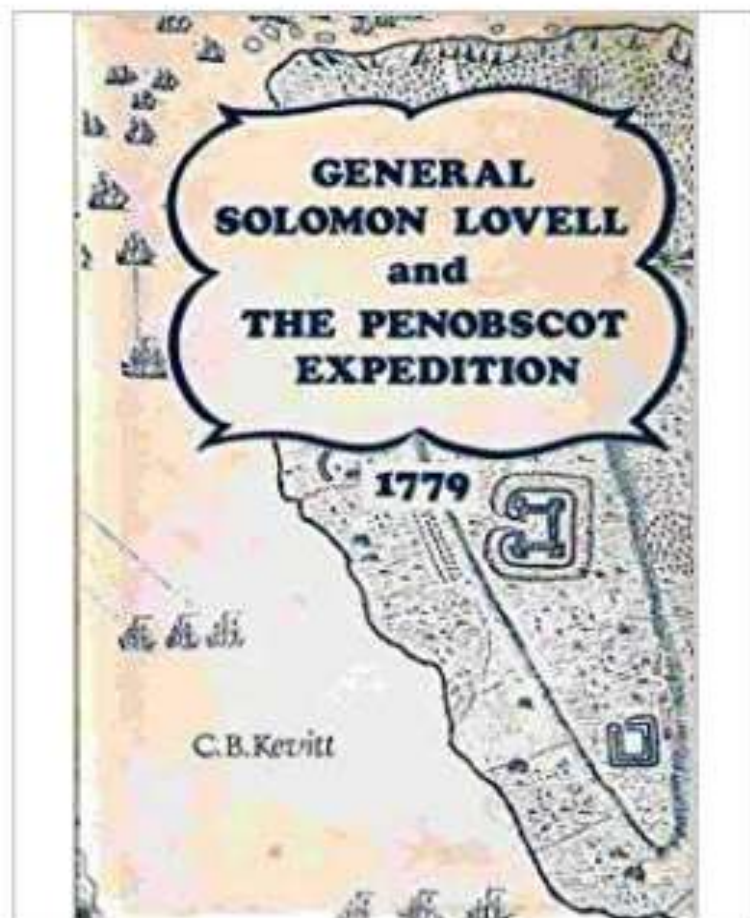 GENERAL
SOLOMON LOVELL
and
THE PENOBSCOT
EXPEDITION
1779
C.B.Kevitt